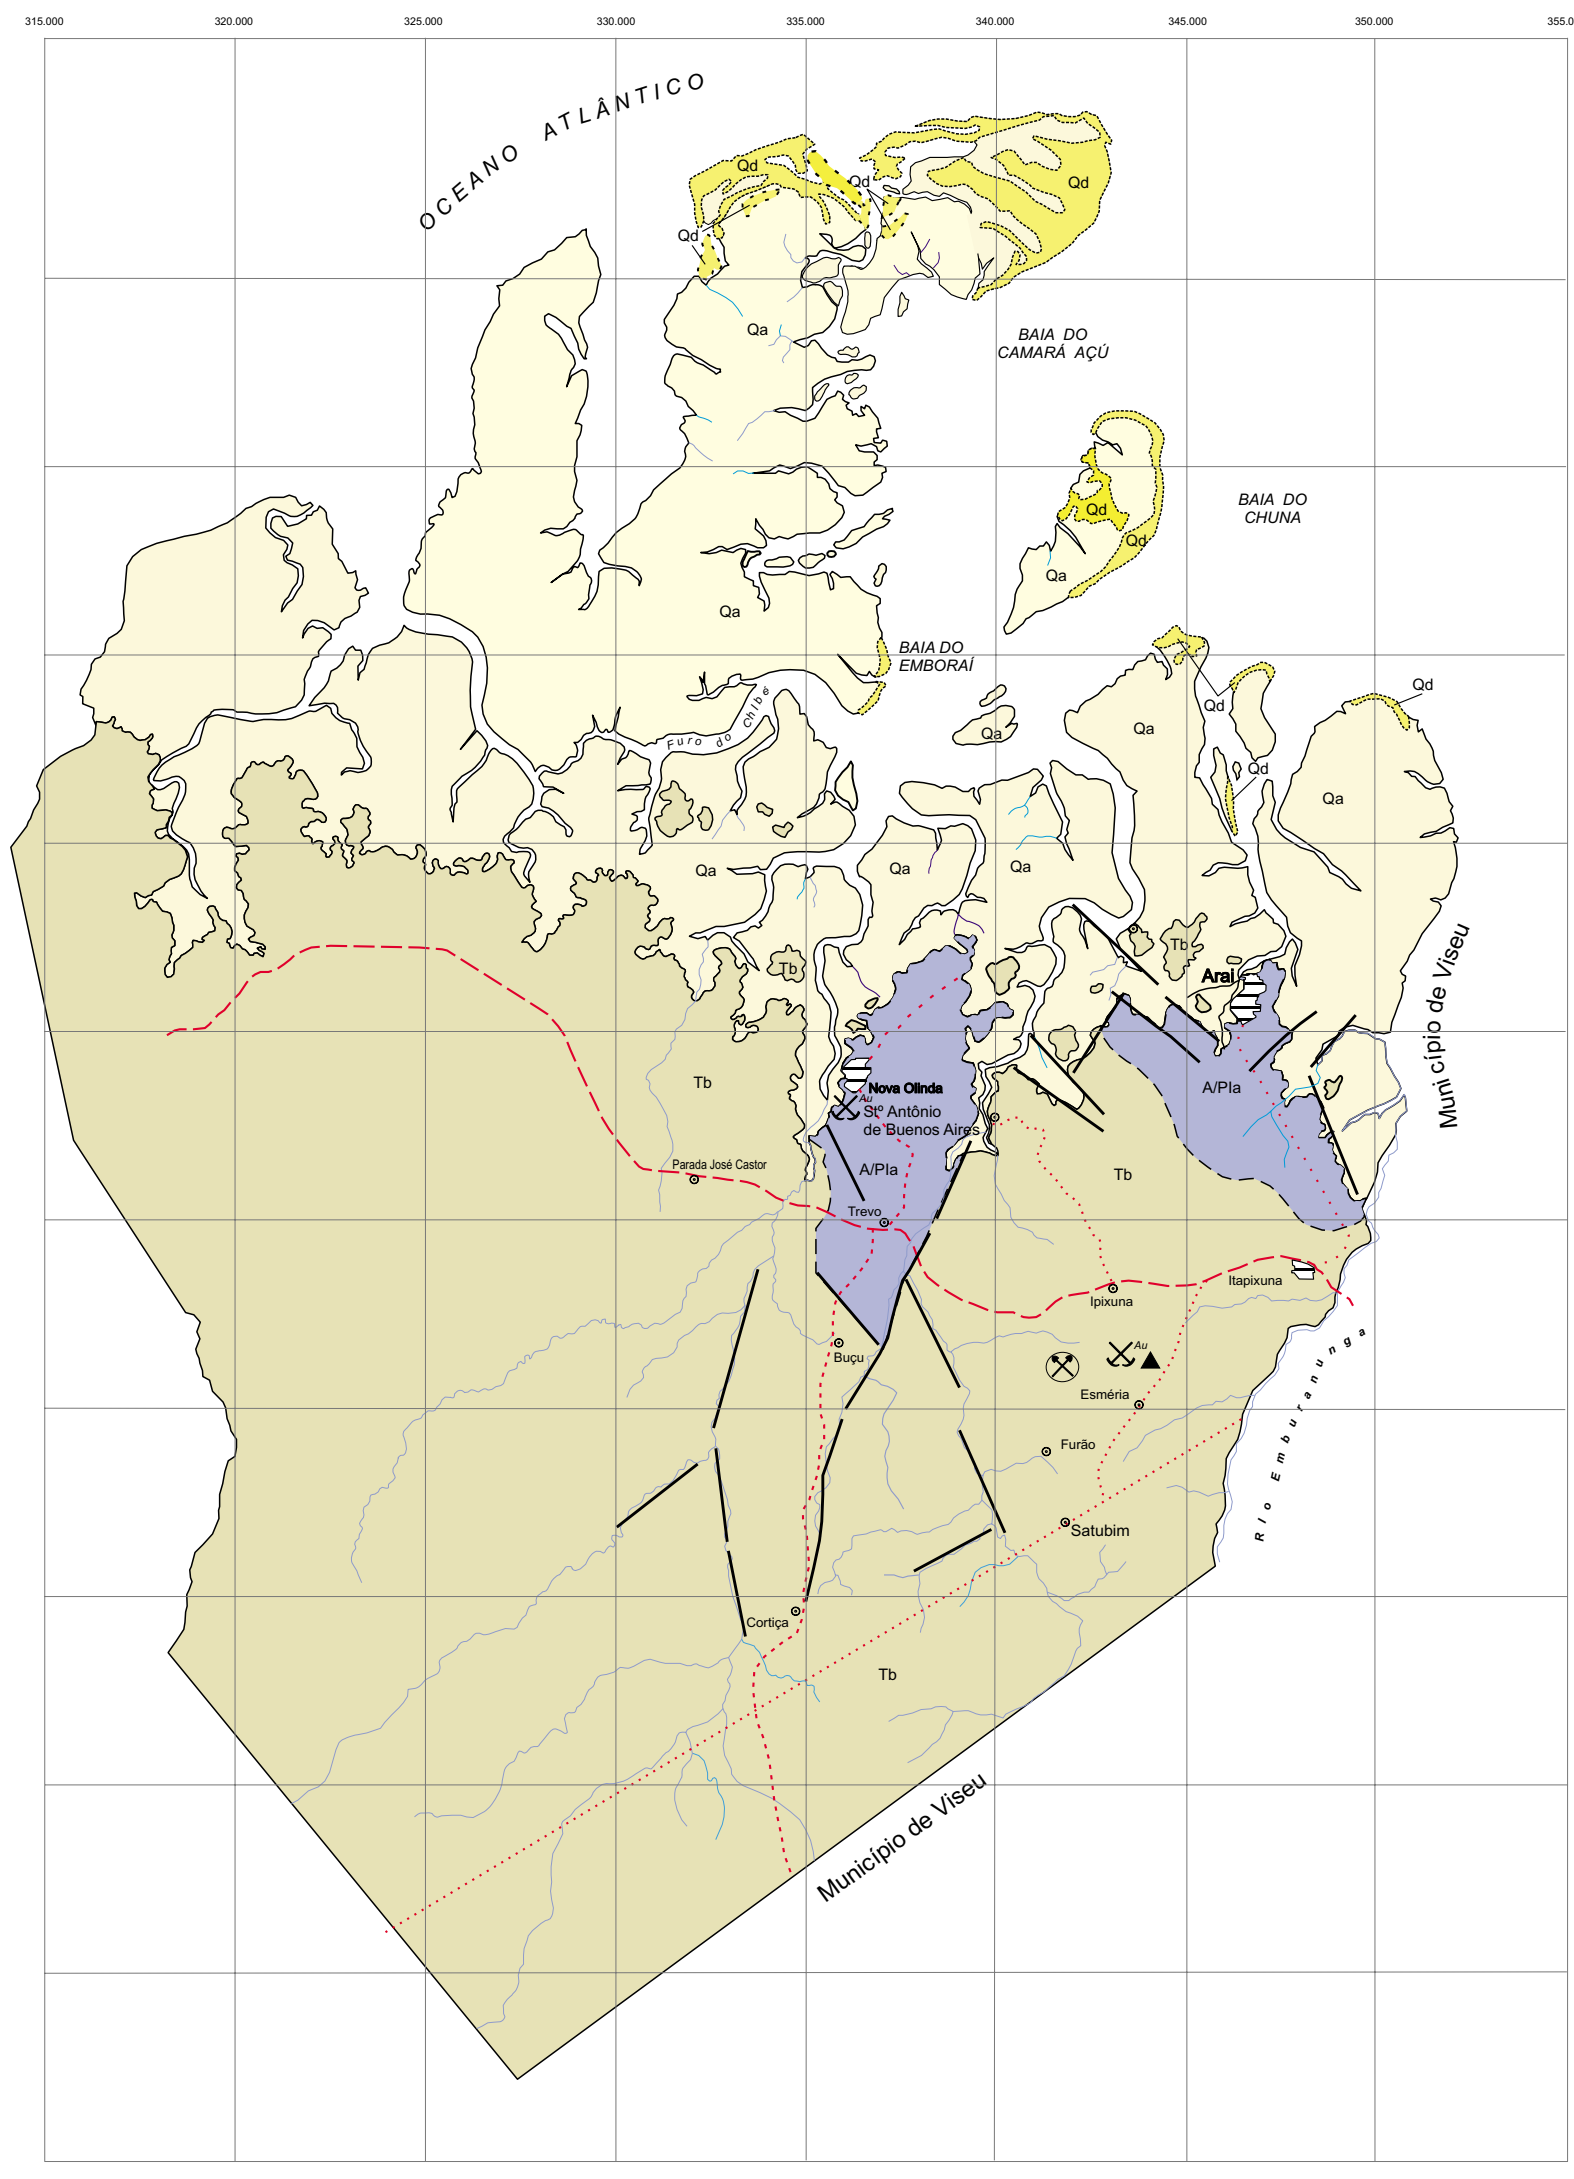 315.000
320.000
325.000
330.000
335.000
340.000
345.000
350.000
355.0
OCEANO ATLÂNTICO
Qd
Qd
Qd
Qd
Qa
BAIA DO
CAMARÁ AÇÚ
BAIA DO
CHUNA
Qd
Qd
Qa
Qa
BAIA DO
EMBORAÍ
Qd
Qd
Furo do Chibé
Qa
Qa
Qd
Qa
Qa
Qa
Qa
Tb
Tb
Arai
Município de Viseu
Tb
Nova Olinda
Au
Stº Antônio
de Buenos Aires
A/Pla
A/Pla
Parada José Castor
Tb
Trevo
Itapixuna
Ipixuna
Buçu
Au
Esméria
Rio Emburanunga
Furão
Satubim
Cortiça
Tb
Município de Viseu